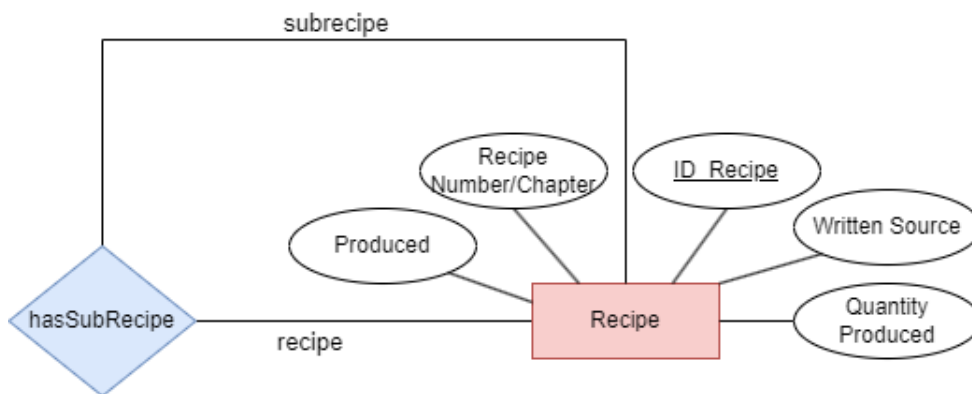 subrecipe
Recipe
Number/Chapter
ID_Recipe
Written Source
Produced
Quantity
Produced
hasSubRecipe
Recipe
recipe